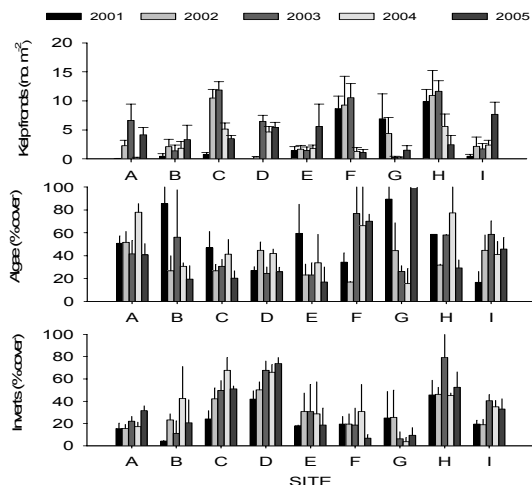 2001 2002 2003 2004 2005
Kelp fronds (no. m-2)
20
15
10
5
0
A B C D E F G H I
Algae (% cover)
100
80
60
40
20
0
A B C D E F G H I
Inverts (% cover)
100
80
60
40
20
0
A B C D E F G H I
SITE